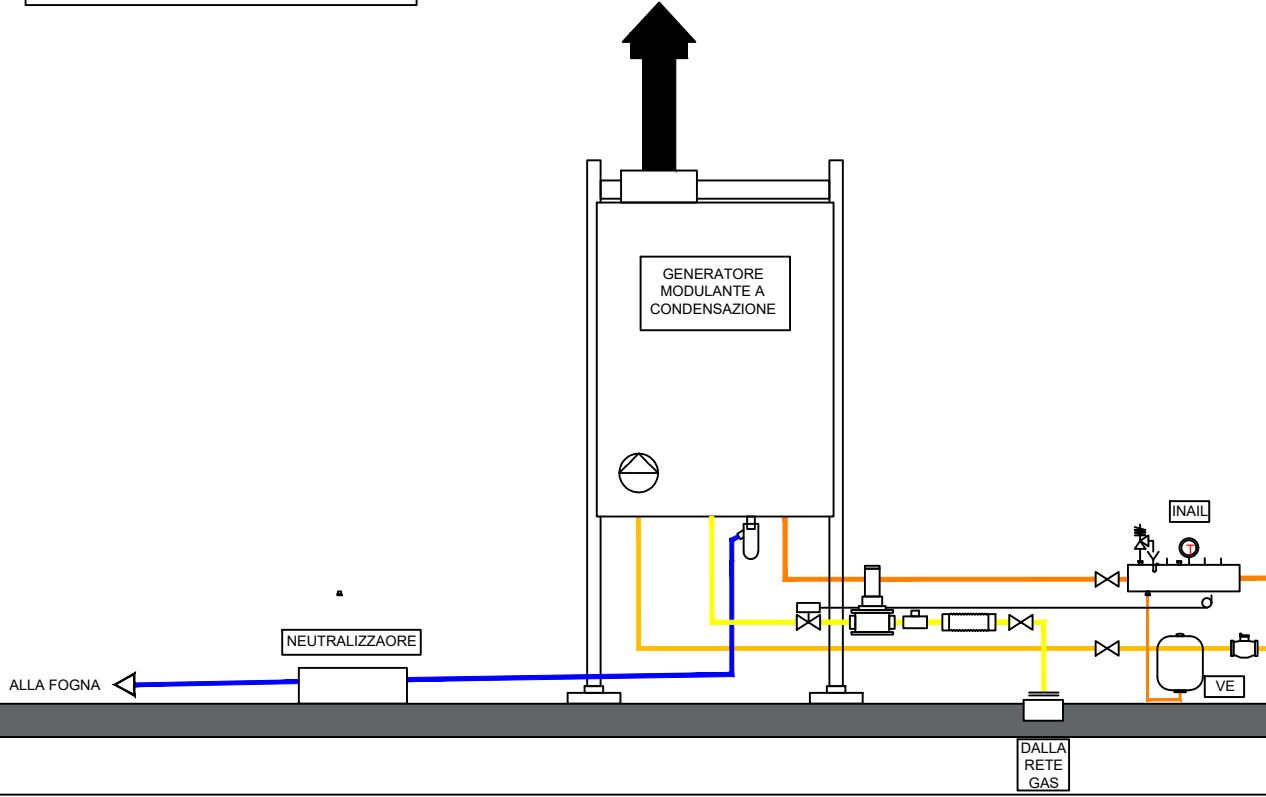 GENERATORE
MODULANTE A
CONDENSAZIONE
INAIL
T
NEUTRALIZZAORE
ALLA FOGNA
VE
DALLA
RETE
GAS